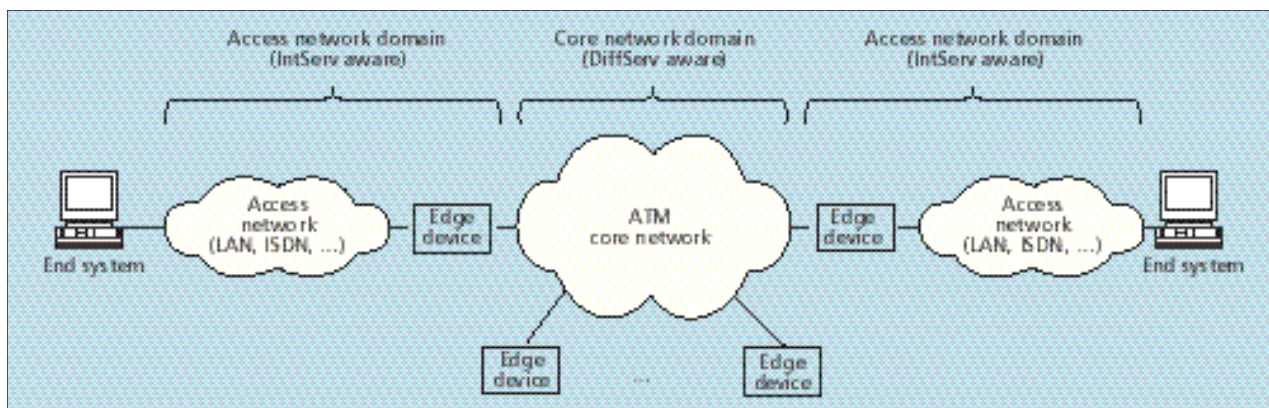 Access network domain
(IntServ aware)
Core network domain
(DiffServ aware)
Access network domain
(IntServ aware)
End system
Access
network
(LAN, ISDN, ...)
Edge
device
ATM
core network
Edge
device
Access
network
(LAN, ISDN, ...)
End system
Edge
device
...
Edge
device